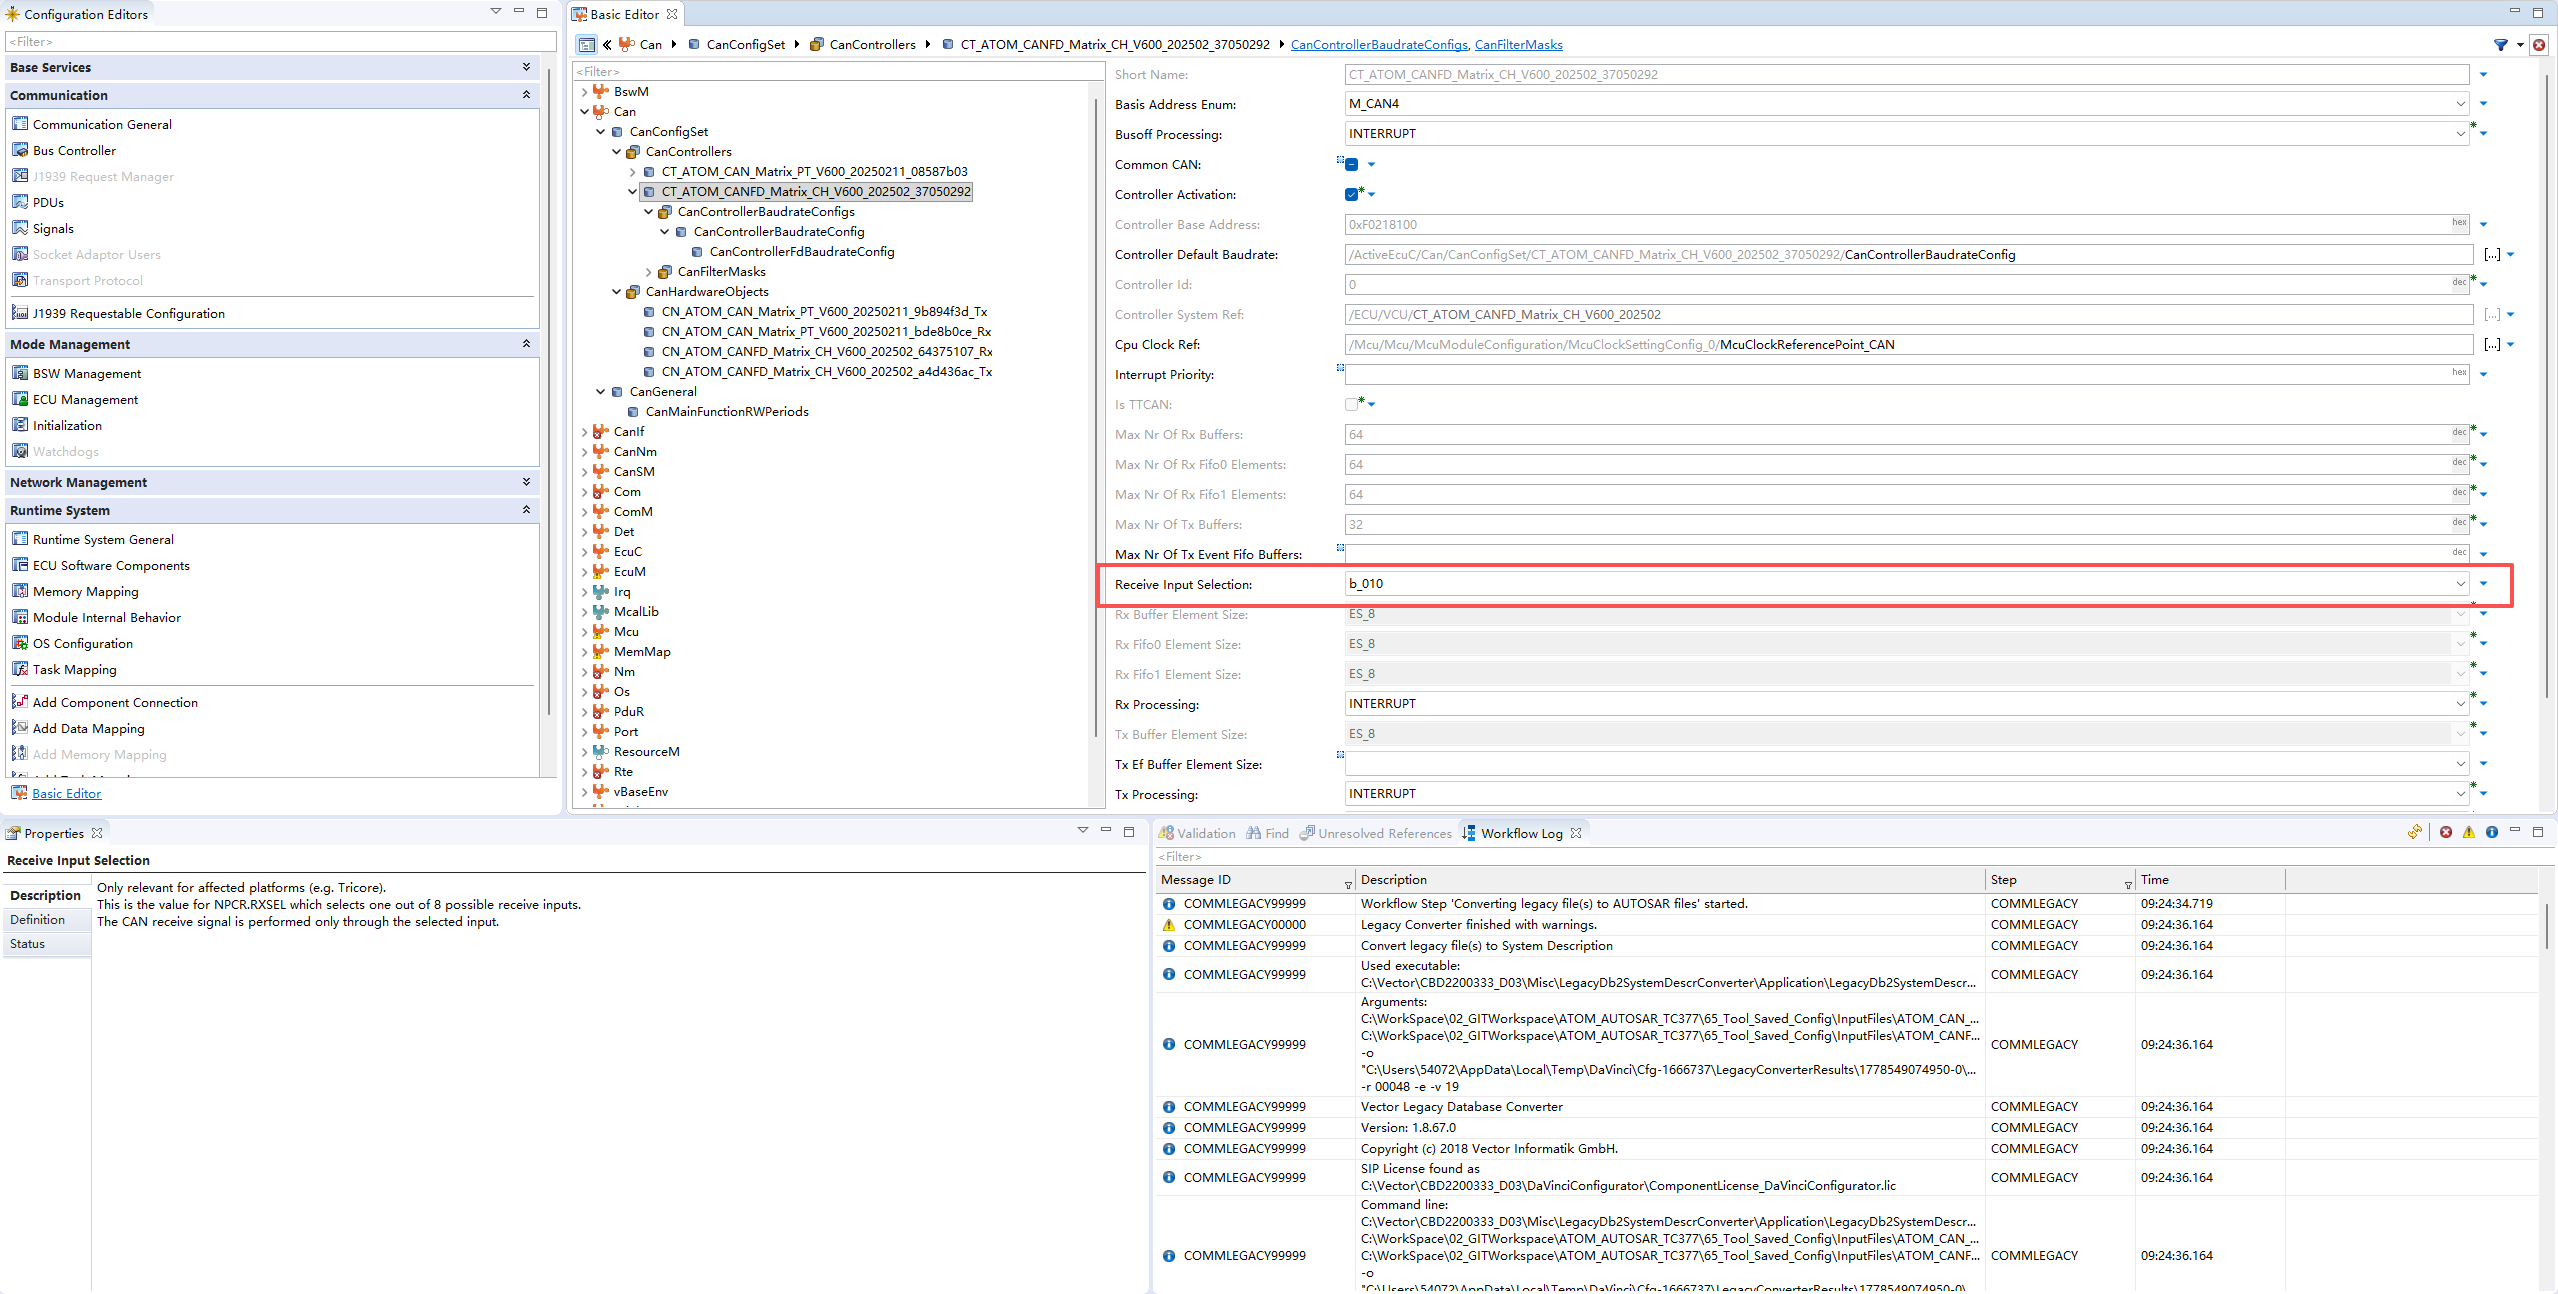 Configuration Editors
<Filter>
Base Services
Communication
Communication General
Bus Controller
J1939 Request Manager
PDUs
Signals
Socket Adaptor Users
Transport Protocol
J1939 Requestable Configuration
Mode Management
BSW Management
ECU Management
Initialization
Watchdogs
Network Management
Runtime System
Runtime System General
ECU Software Components
Memory Mapping
Module Internal Behavior
OS Configuration
Task Mapping
Add Component Connection
Add Data Mapping
Add Memory Mapping
Basic Editor
Basic Editor
Can CanConfigSet CanControllers CT_ATOM_CANFD_Matrix_CH_V600_202502_37050292 CanControllerBaudrateConfigs, CanFilterMasks
<Filter>
BswM
Can
CanConfigSet
CanControllers
CT_ATOM_CAN_Matrix_PT_V600_20250211_08587b03
CT_ATOM_CANFD_Matrix_CH_V600_202502_37050292
CanControllerBaudrateConfigs
CanControllerBaudrateConfig
CanControllerFdBaudrateConfig
CanFilterMasks
CanHardwareObjects
CN_ATOM_CAN_Matrix_PT_V600_20250211_9b894f3d_Tx
CN_ATOM_CAN_Matrix_PT_V600_20250211_bde8b0ce_Rx
CN_ATOM_CANFD_Matrix_CH_V600_202502_64375107_Rx
CN_ATOM_CANFD_Matrix_CH_V600_202502_a4d436ac_Tx
CanGeneral
CanMainFunctionRWPeriods
CanIf
CanNm
CanSM
Com
ComM
Det
EcuC
EcuM
Irq
McalLib
Mcu
MemMap
Nm
Os
PduR
Port
ResourceM
Rte
vBaseEnv
Short Name: CT_ATOM_CANFD_Matrix_CH_V600_202502_37050292
Basis Address Enum: M_CAN4
Busoff Processing: INTERRUPT
Common CAN:
Controller Activation:
Controller Base Address: 0xF0218100 hex
Controller Default Baudrate: /ActiveEcuC/Can/CanConfigSet/CT_ATOM_CANFD_Matrix_CH_V600_202502_37050292/CanControllerBaudrateConfig [...]
Controller Id: 0 dec
Controller System Ref: /ECU/VCU/CT_ATOM_CANFD_Matrix_CH_V600_202502 [...]
Cpu Clock Ref: /Mcu/Mcu/McuModuleConfiguration/McuClockSettingConfig_0/McuClockReferencePoint_CAN [...]
Interrupt Priority: hex
Is TTCAN:
Max Nr Of Rx Buffers: 64 dec
Max Nr Of Rx Fifo0 Elements: 64 dec
Max Nr Of Rx Fifo1 Elements: 64 dec
Max Nr Of Tx Buffers: 32 dec
Max Nr Of Tx Event Fifo Buffers: dec
Receive Input Selection: b_010
Rx Buffer Element Size: ES_8
Rx Fifo0 Element Size: ES_8
Rx Fifo1 Element Size: ES_8
Rx Processing: INTERRUPT
Tx Buffer Element Size: ES_8
Tx Ef Buffer Element Size:
Tx Processing: INTERRUPT
Properties
Receive Input Selection
Description
Definition
Status
Only relevant for affected platforms (e.g. Tricore).
This is the value for NPCR.RXSEL which selects one out of 8 possible receive inputs.
The CAN receive signal is performed only through the selected input.
Validation Find Unresolved References Workflow Log
<Filter>
Message ID Description Step Time
COMMLEGACY99999 Workflow Step 'Converting legacy file(s) to AUTOSAR files' started. COMMLEGACY 09:24:34.719
COMMLEGACY00000 Legacy Converter finished with warnings. COMMLEGACY 09:24:36.164
COMMLEGACY99999 Convert legacy file(s) to System Description COMMLEGACY 09:24:36.164
Used executable:
COMMLEGACY99999 C:\Vector\CBD2200333_D03\Misc\LegacyDb2SystemDescrConverter\Application\LegacyDb2SystemDescr... COMMLEGACY 09:24:36.164
Arguments:
C:\WorkSpace\02_GITWorkspace\ATOM_AUTOSAR_TC377\65_Tool_Saved_Config\InputFiles\ATOM_CAN_...
C:\WorkSpace\02_GITWorkspace\ATOM_AUTOSAR_TC377\65_Tool_Saved_Config\InputFiles\ATOM_CANF...
COMMLEGACY99999 -o COMMLEGACY 09:24:36.164
"C:\Users\54072\AppData\Local\Temp\DaVinci\Cfg-1666737\LegacyConverterResults\1778549074950-0\...
-r 00048 -e -v 19
COMMLEGACY99999 Vector Legacy Database Converter COMMLEGACY 09:24:36.164
COMMLEGACY99999 Version: 1.8.67.0 COMMLEGACY 09:24:36.164
COMMLEGACY99999 Copyright (c) 2018 Vector Informatik GmbH. COMMLEGACY 09:24:36.164
SIP License found as
COMMLEGACY99999 C:\Vector\CBD2200333_D03\DaVinciConfigurator\ComponentLicense_DaVinciConfigurator.lic COMMLEGACY 09:24:36.164
Command line:
C:\Vector\CBD2200333_D03\Misc\LegacyDb2SystemDescrConverter\Application\LegacyDb2SystemDescr...
C:\WorkSpace\02_GITWorkspace\ATOM_AUTOSAR_TC377\65_Tool_Saved_Config\InputFiles\ATOM_CAN_...
COMMLEGACY99999 C:\WorkSpace\02_GITWorkspace\ATOM_AUTOSAR_TC377\65_Tool_Saved_Config\InputFiles\ATOM_CANF... COMMLEGACY 09:24:36.164
-o
"C:\Users\54072\AppData\Local\Temp\DaVinci\Cfg-1666737\LegacyConverterResults\1778549074950-0\...